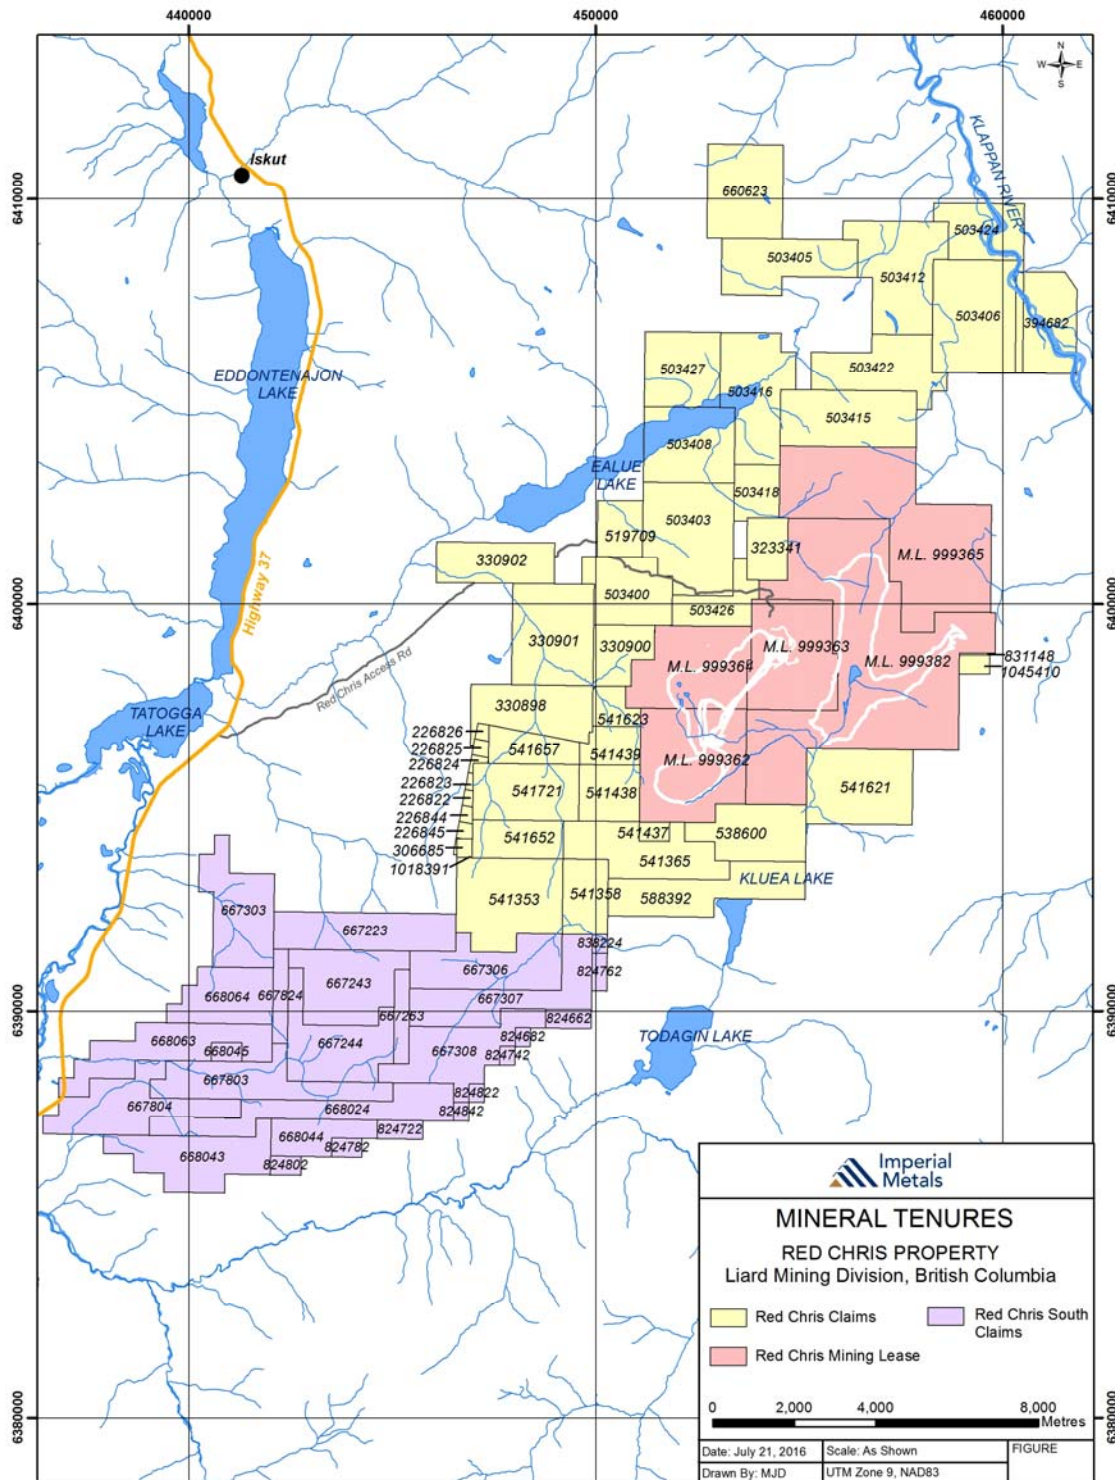 440000
450000
460000
N
W E
S
Iskut
KLAPPAN RIVER
6410000
6410000
660623
503424
503405
503412
503406
394682
EDDONTENAJON
LAKE
503427
503416
503422
503415
503408
EALUE
LAKE
503418
503403
519709
323341
M.L. 999365
330902
503400
503426
Highway 37
6400000
6400000
330901
330900
M.L. 999364
M.L. 999363
M.L. 999382
831148
1045410
Red Chris Access Rd
330898
541623
TATOGGA
LAKE
226826
226825
226824
541657
541439
M.L. 999362
226823
226822
541721
541438
541621
226844
226845
306685
1018391
541652
541437
538600
541365
KLUEA LAKE
541353
541358
588392
667303
667223
838224
667306
824762
667243
667307
668064
667824
667263
824662
6390000
6390000
668063
668045
667244
667308
824682
824742
TODAGIN LAKE
667803
824822
667804
668024
824842
824722
668044
824782
668043
824802
Imperial
Metals
MINERAL TENURES
RED CHRIS PROPERTY
Liard Mining Division, British Columbia
Red Chris Claims
Red Chris South
Claims
Red Chris Mining Lease
0 2,000 4,000 8,000
Metres
6380000
6380000
Date: July 21, 2016
Scale: As Shown
FIGURE
Drawn By: MJD
UTM Zone 9, NAD83